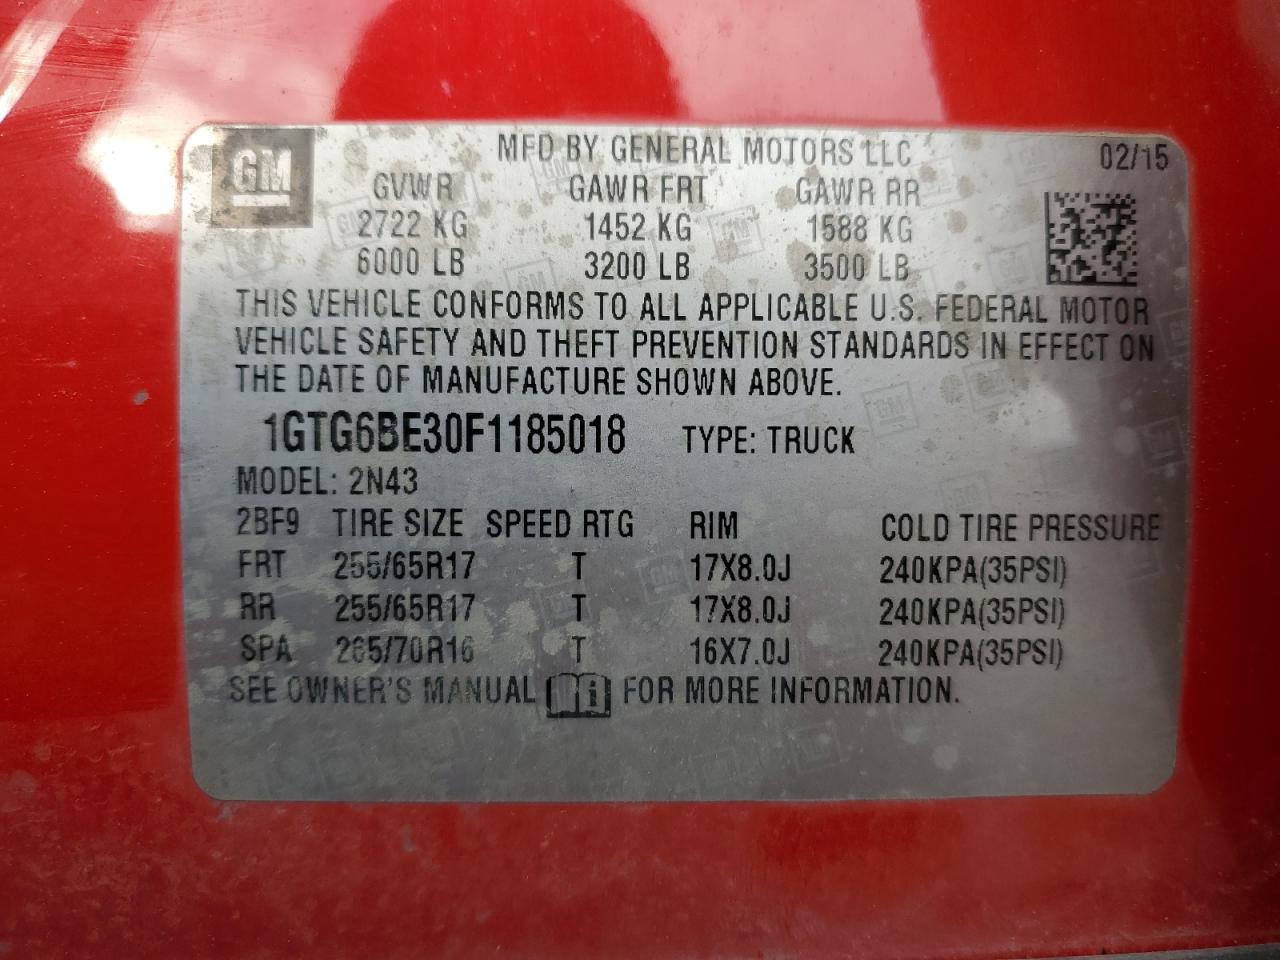 GM
MFD BY GENERAL MOTORS LLC 02/15
GVWR GAWR FRT GAWR RR
2722 KG 1452 KG 1588 KG
6000 LB 3200 LB 3500 LB
THIS VEHICLE CONFORMS TO ALL APPLICABLE U.S. FEDERAL MOTOR
VEHICLE SAFETY AND THEFT PREVENTION STANDARDS IN EFFECT ON
THE DATE OF MANUFACTURE SHOWN ABOVE.
1GTG6BE30F1185018 TYPE: TRUCK
MODEL: 2N43
2BF9 TIRE SIZE SPEED RTG RIM COLD TIRE PRESSURE
FRT 255/65R17 T 17X8.0J 240KPA(35PSI)
RR 255/65R17 T 17X8.0J 240KPA(35PSI)
SPA 265/70R16 T 16X7.0J 240KPA(35PSI)
SEE OWNER'S MANUAL i FOR MORE INFORMATION.